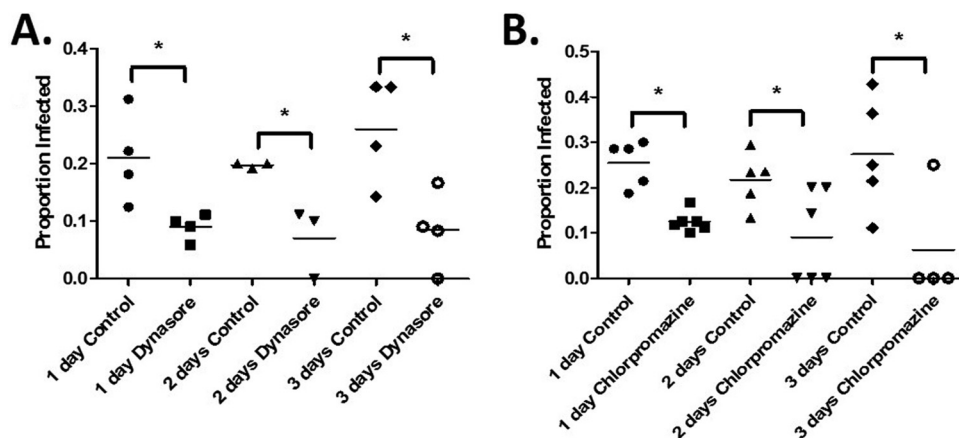 A.
Proportion Infected
0.4
0.3
0.2
0.1
0.0
*
*
*
1 day Control
1 day Dynasore
2 days Control
2 days Dynasore
3 days Control
3 days Dynasore
B.
Proportion Infected
0.5
0.4
0.3
0.2
0.1
0.0
*
*
*
1 day Control
1 day Chlorpromazine
2 days Control
2 days Chlorpromazine
3 days Control
3 days Chlorpromazine